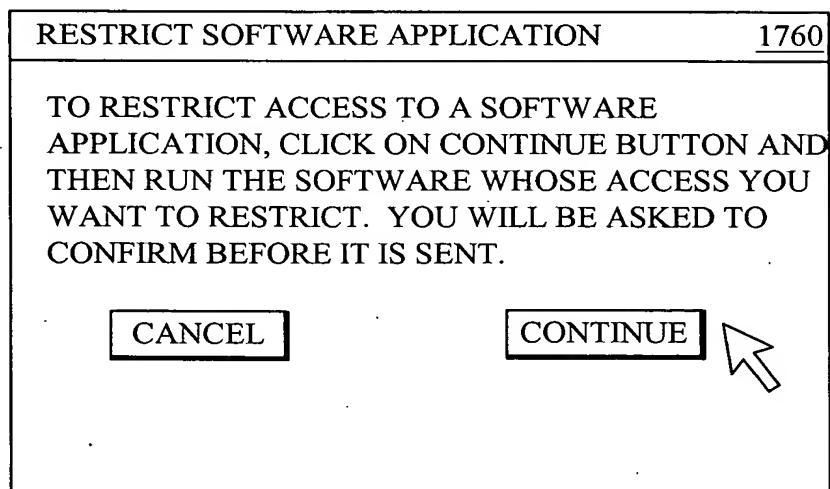 RESTRICT SOFTWARE APPLICATION 1760
TO RESTRICT ACCESS TO A SOFTWARE
APPLICATION, CLICK ON CONTINUE BUTTON AND
THEN RUN THE SOFTWARE WHOSE ACCESS YOU
WANT TO RESTRICT. YOU WILL BE ASKED TO
CONFIRM BEFORE IT IS SENT.
CANCEL CONTINUE